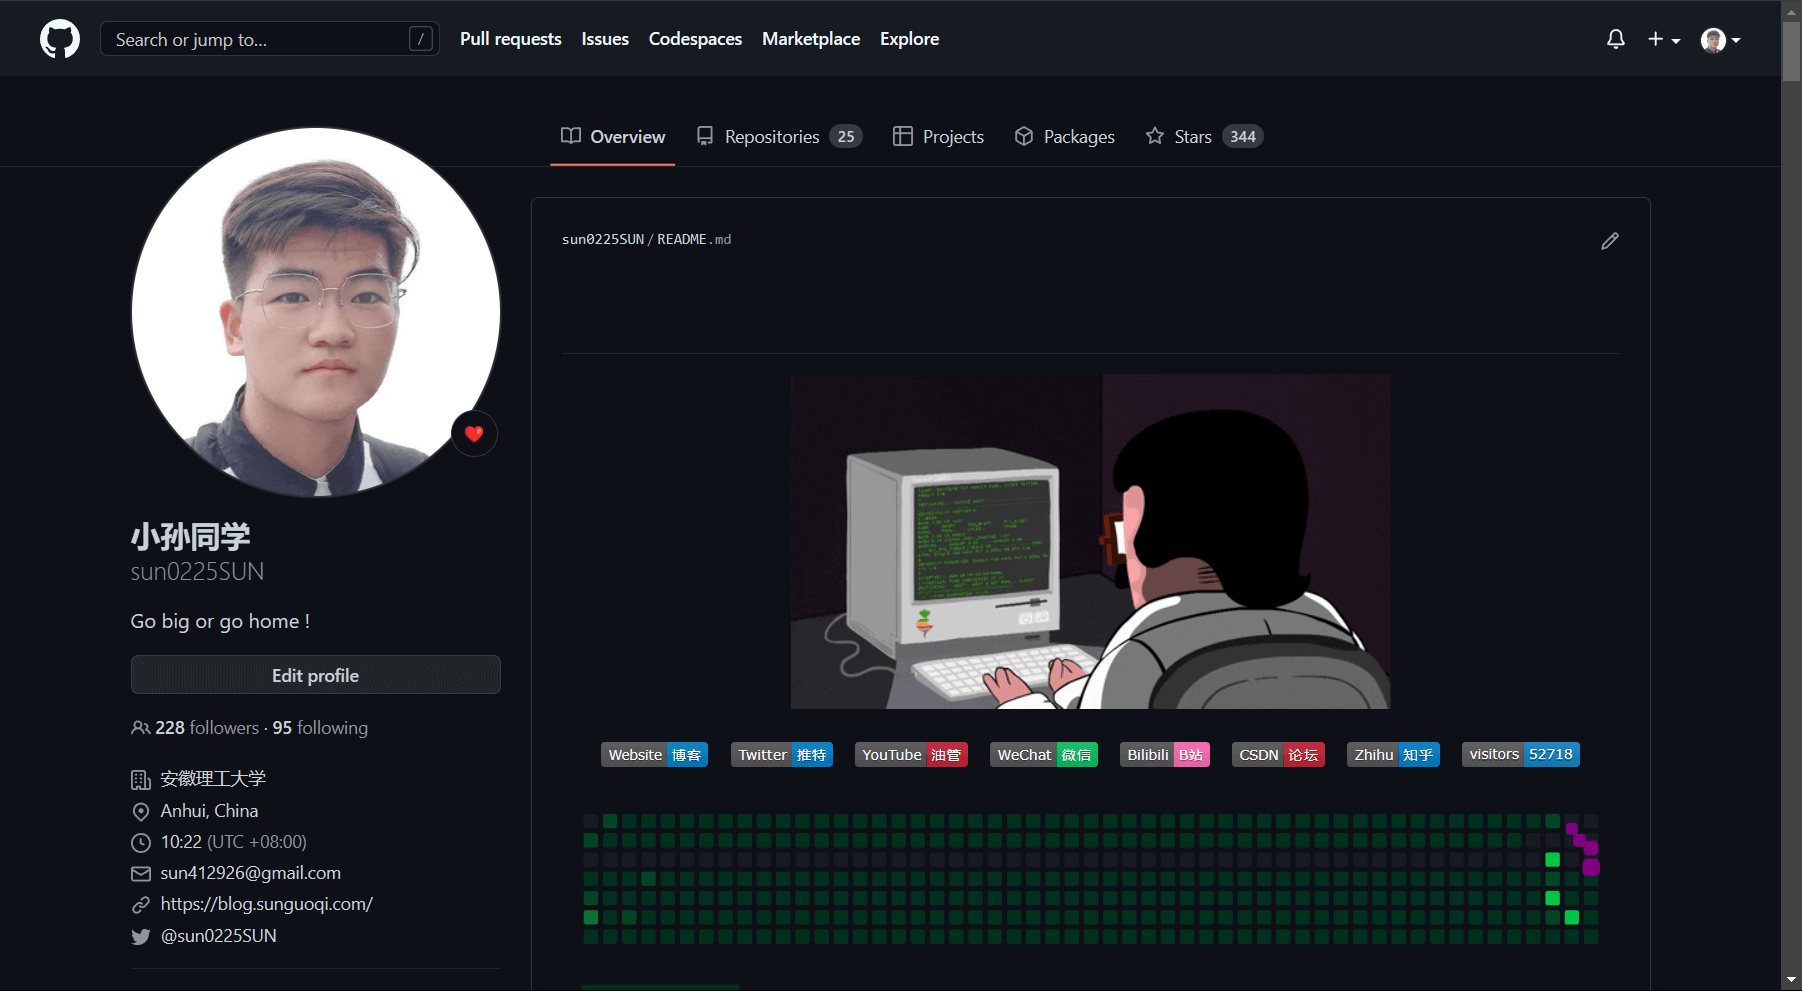 Search or jump to... /
Pull requests
Issues
Codespaces
Marketplace
Explore
Overview
Repositories 25
Projects
Packages
Stars 344
小孙同学
sun0225SUN
Go big or go home !
Edit profile
228 followers · 95 following
安徽理工大学
Anhui, China
10:22 (UTC +08:00)
sun412926@gmail.com
https://blog.sunguoqi.com/
@sun0225SUN
sun0225SUN/README.md
Website 博客
Twitter 推特
YouTube 油管
WeChat 微信
Bilibili B站
CSDN 论坛
Zhihu 知乎
visitors 52718